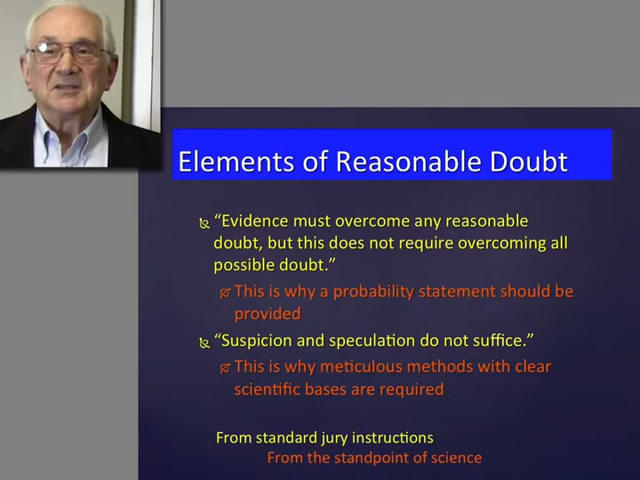 Elements of Reasonable Doubt
“Evidence must overcome any reasonable
doubt, but this does not require overcoming all
possible doubt.”
This is why a probability statement should be
provided
“Suspicion and speculation do not suffice.”
This is why meticulous methods with clear
scientific bases are required
From standard jury instructions
From the standpoint of science